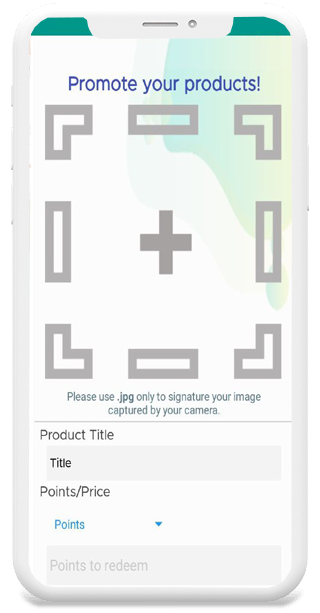 Promote your products!
Please use .jpg only to signature your image
captured by your camera.
Product Title
Title
Points/Price
Points
Points to redeem